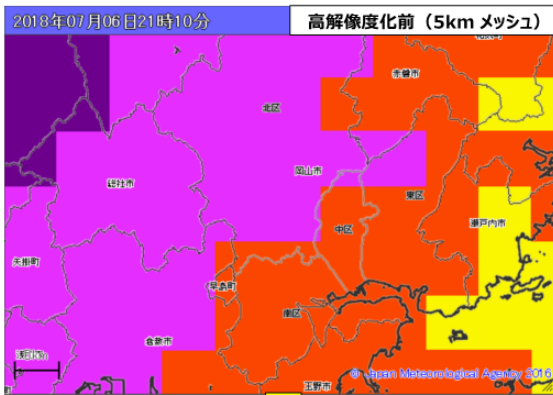 2018年07月06日21時10分
高解像度化前（5km メッシュ）
赤磐市
北区
岡山市
総社市
東区
瀬戸内市
中区
矢掛町
早島町
南区
倉敷市
浅口市
玉野市
© Japan Meteorological Agency 2016